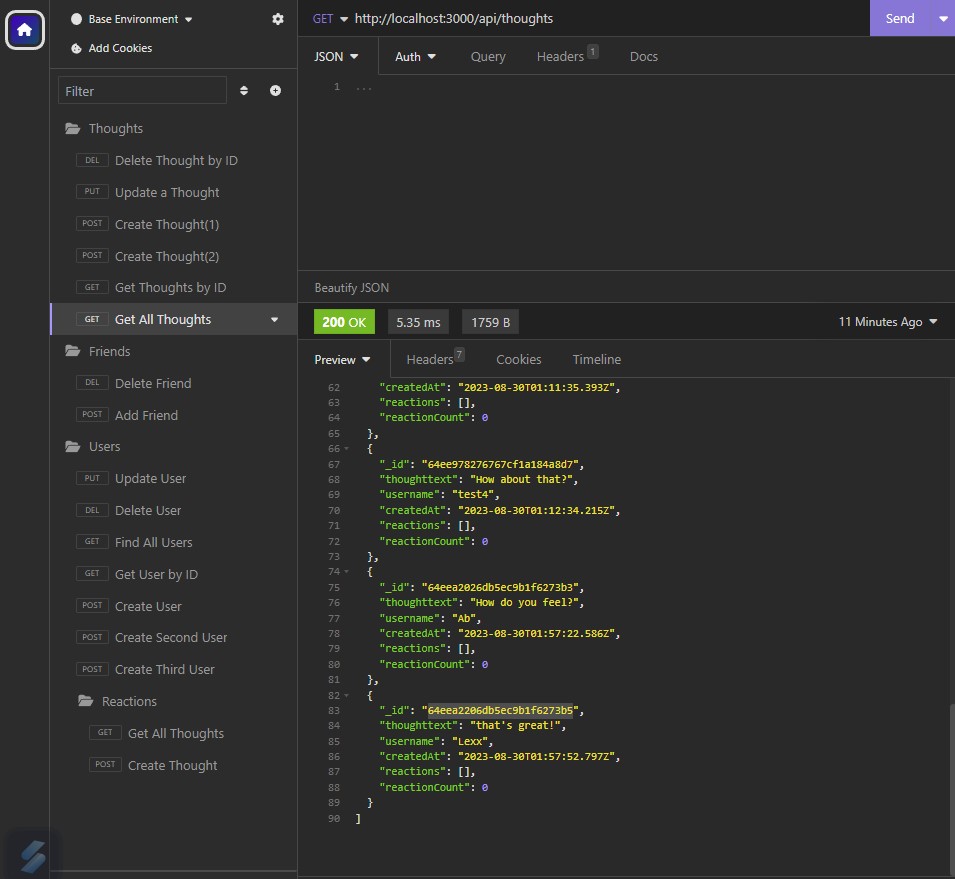 Base Environment
Add Cookies
Filter
Thoughts
DEL Delete Thought by ID
PUT Update a Thought
POST Create Thought(1)
POST Create Thought(2)
GET Get Thoughts by ID
GET Get All Thoughts
Friends
DEL Delete Friend
POST Add Friend
Users
PUT Update User
DEL Delete User
GET Find All Users
GET Get User by ID
POST Create User
POST Create Second User
POST Create Third User
Reactions
GET Get All Thoughts
POST Create Thought
GET http://localhost:3000/api/thoughts Send
JSON Auth Query Headers 1 Docs
1 ...
Beautify JSON
200 OK 5.35 ms 1759 B 11 Minutes Ago
Preview Headers 7 Cookies Timeline
62 "createdAt": "2023-08-30T01:11:35.393Z",
63 "reactions": [],
64 "reactionCount": 0
65 },
66 {
67 "_id": "64ee978276767cf1a184a8d7",
68 "thoughttext": "How about that?",
69 "username": "test4",
70 "createdAt": "2023-08-30T01:12:34.215Z",
71 "reactions": [],
72 "reactionCount": 0
73 },
74 {
75 "_id": "64eea2026db5ec9b1f6273b3",
76 "thoughttext": "How do you feel?",
77 "username": "Ab",
78 "createdAt": "2023-08-30T01:57:22.586Z",
79 "reactions": [],
80 "reactionCount": 0
81 },
82 {
83 "_id": "64eea2206db5ec9b1f6273b5",
84 "thoughttext": "that's great!",
85 "username": "Lexx",
86 "createdAt": "2023-08-30T01:57:52.797Z",
87 "reactions": [],
88 "reactionCount": 0
89 }
90 ]